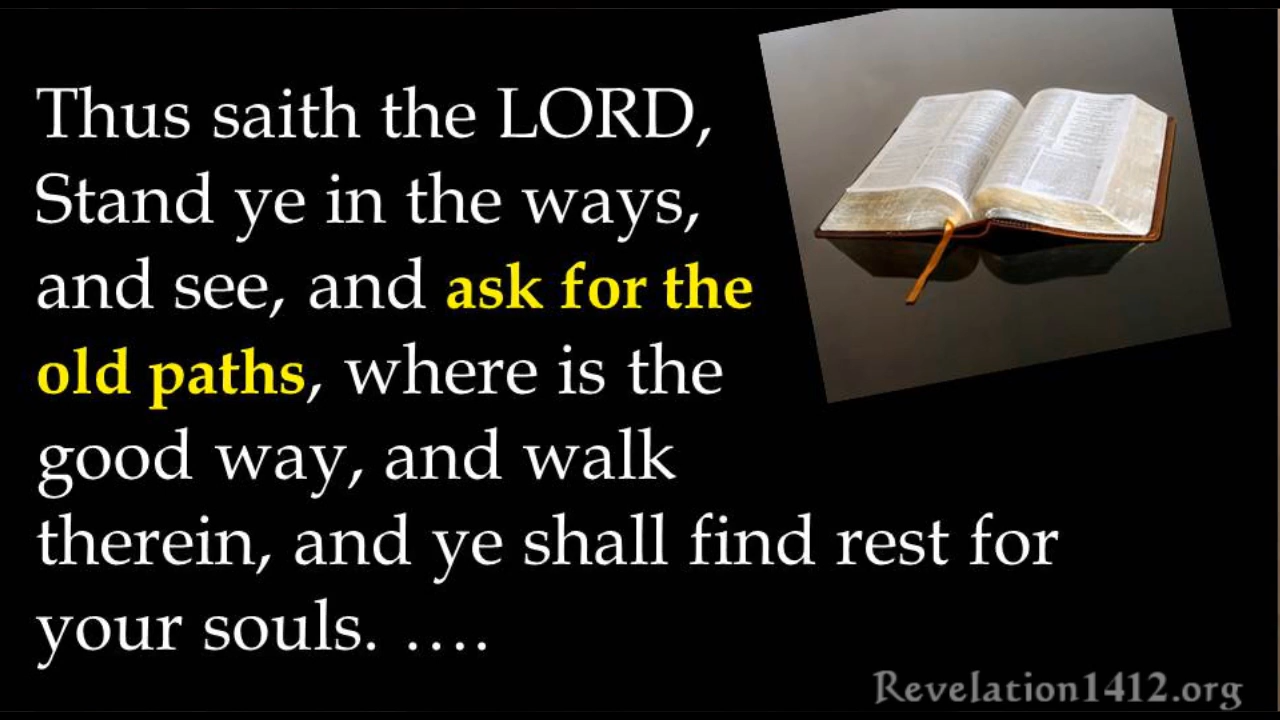 Thus saith the LORD,
Stand ye in the ways,
and see, and ask for the
old paths, where is the
good way, and walk
therein, and ye shall find rest for
your souls. ….
Revelation1412.org